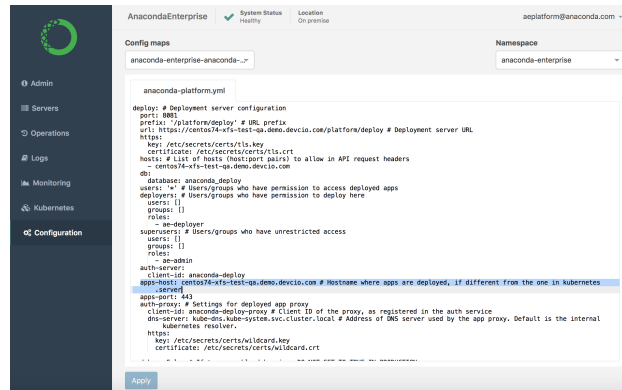 AnacondaEnterprise
System Status
Healthy
Location
On premise
aeplatform@anaconda.com
Config maps
Namespace
anaconda-enterprise-anaconda-...
anaconda-enterprise
Admin
Servers
Operations
Logs
Monitoring
Kubernetes
Configuration
anaconda-platform.yml
deploy: # Deployment server configuration
port: 8081
prefix: '/platform/deploy' # URL prefix
url: https://centos74-xfs-test-qa.demo.devcio.com/platform/deploy # Deployment server URL
https:
key: /etc/secrets/certs/tls.key
certificate: /etc/secrets/certs/tls.crt
hosts: # List of hosts (host:port pairs) to allow in API request headers
- centos74-xfs-test-qa.demo.devcio.com
db:
database: anaconda_deploy
users: '*' # Users/groups who have permission to access deployed apps
deployers: # Users/groups who have permission to deploy here
users: []
groups: []
roles:
- ae-deployer
superusers: # Users/groups who have unrestricted access
users: []
groups: []
roles:
- ae-admin
auth-server:
client-id: anaconda-deploy
apps-host: centos74-xfs-test-qa.demo.devcio.com # Hostname where apps are deployed, if different from the one in kubernetes
.server
apps-port: 443
auth-proxy: # Settings for deployed app proxy
client-id: anaconda-deploy-proxy # Client ID of the proxy, as registered in the auth service
dns-server: kube-dns.kube-system.svc.cluster.local # Address of DNS server used by the app proxy. Default is the internal
kubernetes resolver.
https:
key: /etc/secrets/certs/wildcard.key
certificate: /etc/secrets/certs/wildcard.crt
Apply